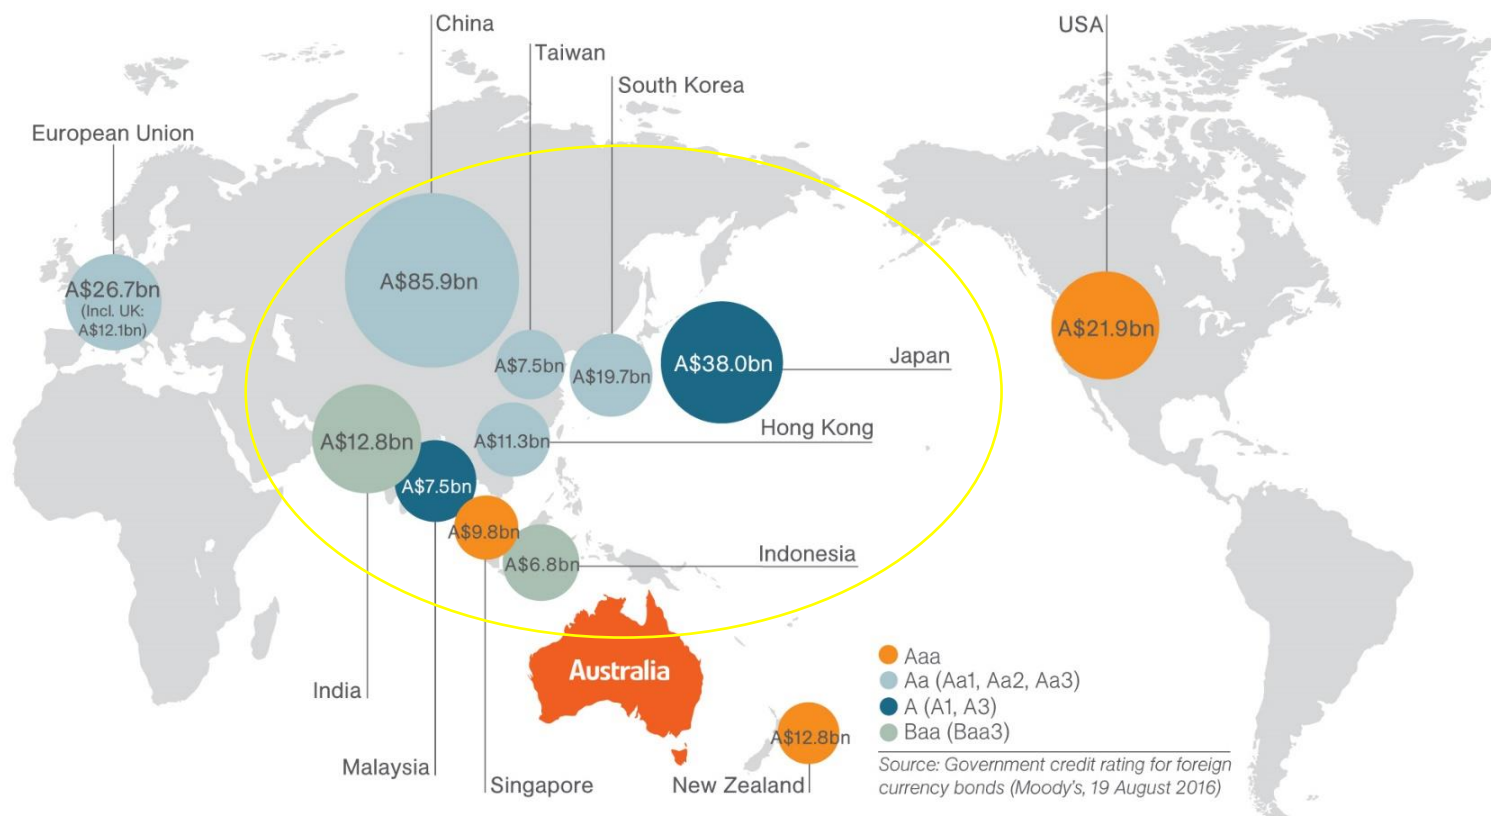 China
USA
Taiwan
South Korea
European Union
A$85.9bn
A$26.7bn
(Incl. UK:
A$12.1bn)
A$21.9bn
Japan
A$38.0bn
A$7.5bn
A$19.7bn
Hong Kong
A$12.8bn
A$11.3bn
A$7.5bn
A$9.8bn
Indonesia
A$6.8bn
Australia
India
Aaa
Aa (Aa1, Aa2, Aa3)
A (A1, A3)
Baa (Baa3)
A$12.8bn
Malaysia
Singapore
New Zealand
Source: Government credit rating for foreign
currency bonds (Moody's, 19 August 2016)